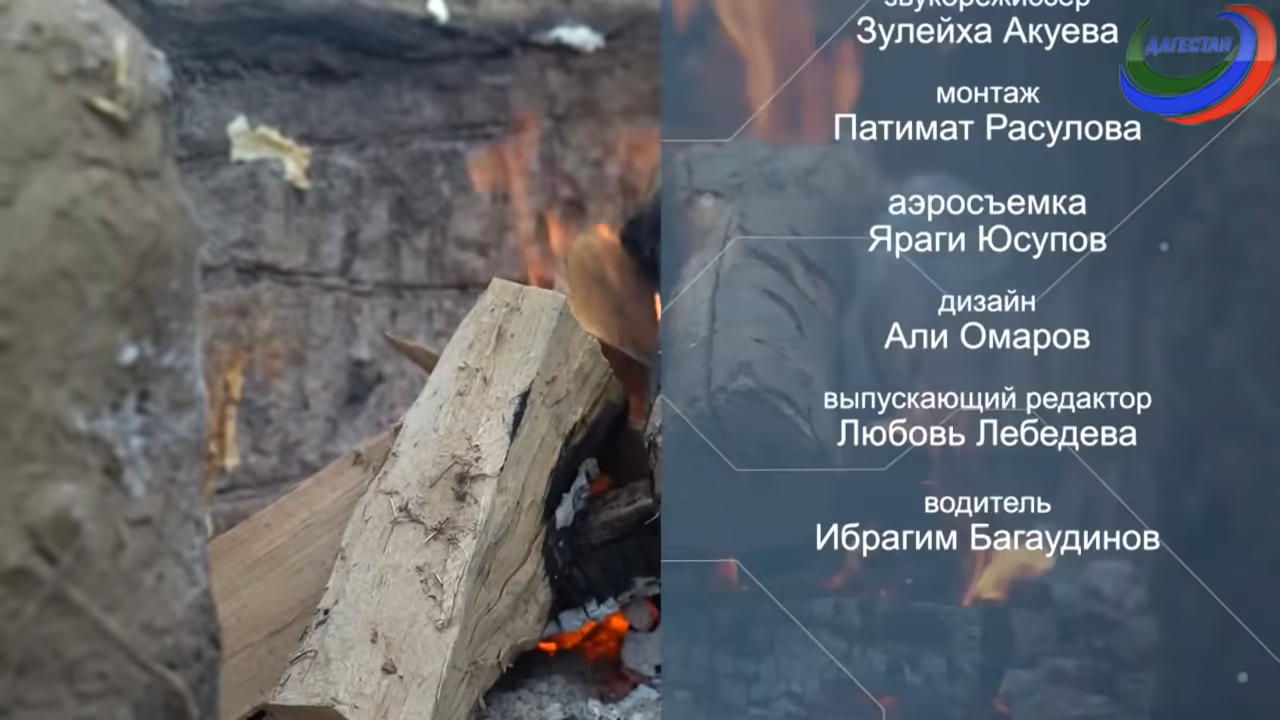 звукорежиссер
Зулейха Акуева
ДАГЕСТАН
монтаж
Патимат Расулова
аэросъемка
Яраги Юсупов
дизайн
Али Омаров
выпускающий редактор
Любовь Лебедева
водитель
Ибрагим Багаудинов